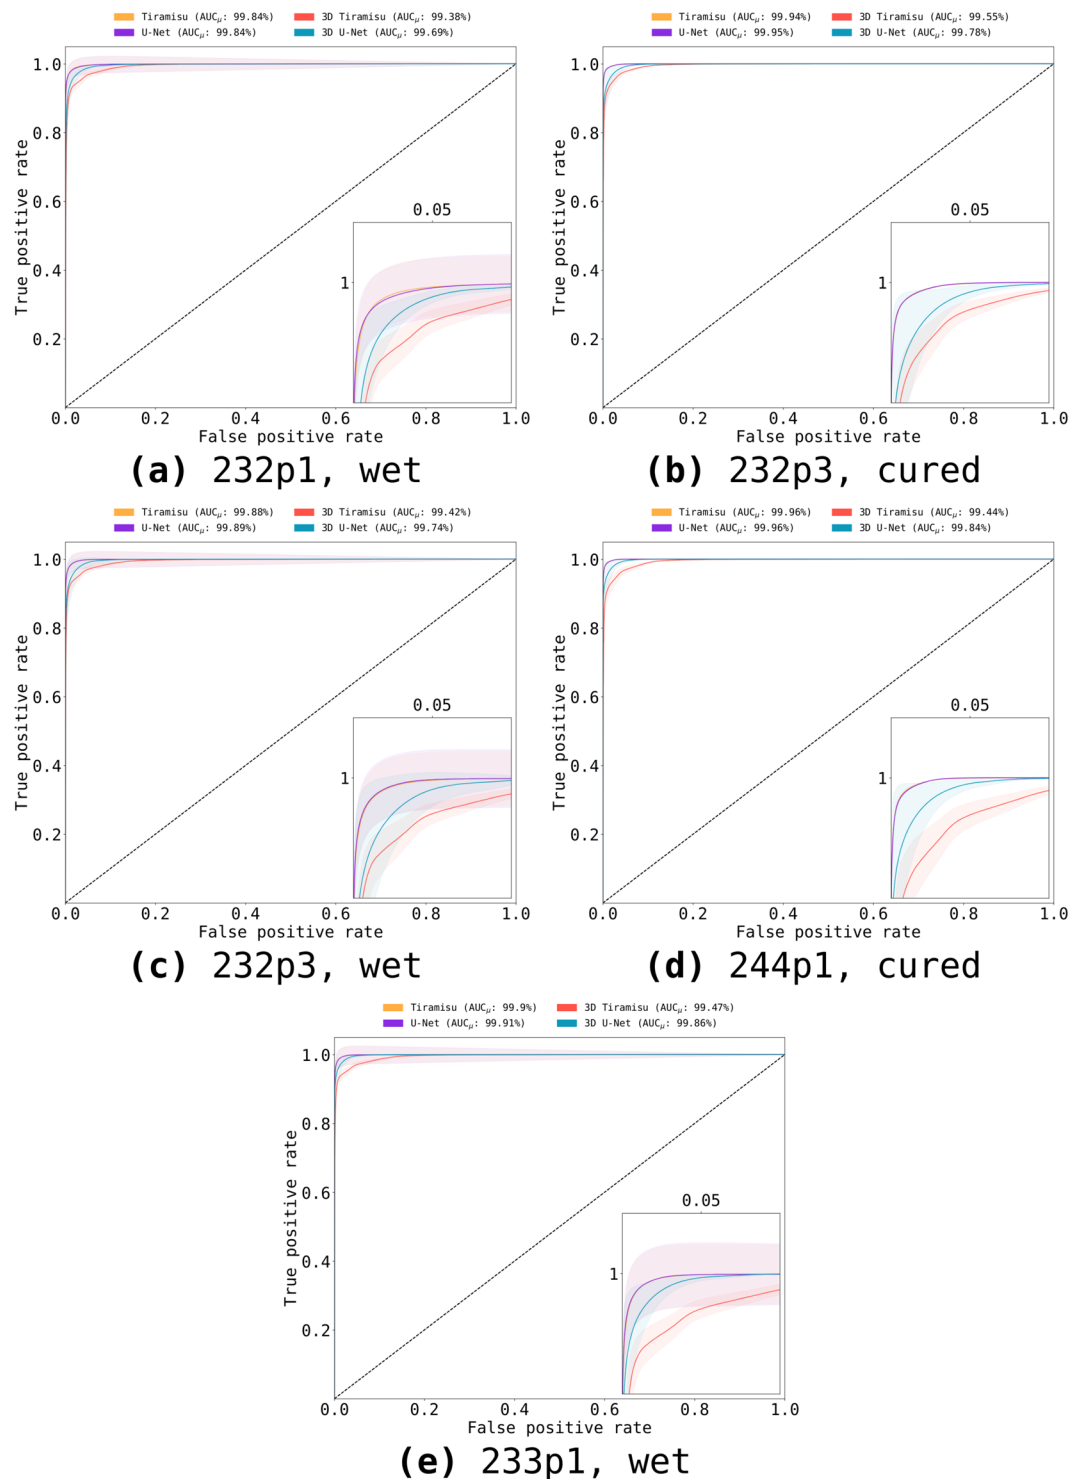 Tiramisu (AUCμ: 99.84%) 3D Tiramisu (AUCμ: 99.38%)
U-Net (AUCμ: 99.84%) 3D U-Net (AUCμ: 99.69%)
1.0
0.8
0.6
0.4
0.2
True positive rate
0.05
1
0.0 0.2 0.4 0.6 0.8 1.0
False positive rate
(a) 232p1, wet
Tiramisu (AUCμ: 99.94%) 3D Tiramisu (AUCμ: 99.55%)
U-Net (AUCμ: 99.95%) 3D U-Net (AUCμ: 99.78%)
1.0
0.8
0.6
0.4
0.2
True positive rate
0.05
1
0.0 0.2 0.4 0.6 0.8 1.0
False positive rate
(b) 232p3, cured
Tiramisu (AUCμ: 99.88%) 3D Tiramisu (AUCμ: 99.42%)
U-Net (AUCμ: 99.89%) 3D U-Net (AUCμ: 99.74%)
1.0
0.8
0.6
0.4
0.2
True positive rate
0.05
1
0.0 0.2 0.4 0.6 0.8 1.0
False positive rate
(c) 232p3, wet
Tiramisu (AUCμ: 99.96%) 3D Tiramisu (AUCμ: 99.44%)
U-Net (AUCμ: 99.96%) 3D U-Net (AUCμ: 99.84%)
1.0
0.8
0.6
0.4
0.2
True positive rate
0.05
1
0.0 0.2 0.4 0.6 0.8 1.0
False positive rate
(d) 244p1, cured
Tiramisu (AUCμ: 99.9%) 3D Tiramisu (AUCμ: 99.47%)
U-Net (AUCμ: 99.91%) 3D U-Net (AUCμ: 99.86%)
1.0
0.8
0.6
0.4
0.2
True positive rate
0.05
1
0.0 0.2 0.4 0.6 0.8 1.0
False positive rate
(e) 233p1, wet